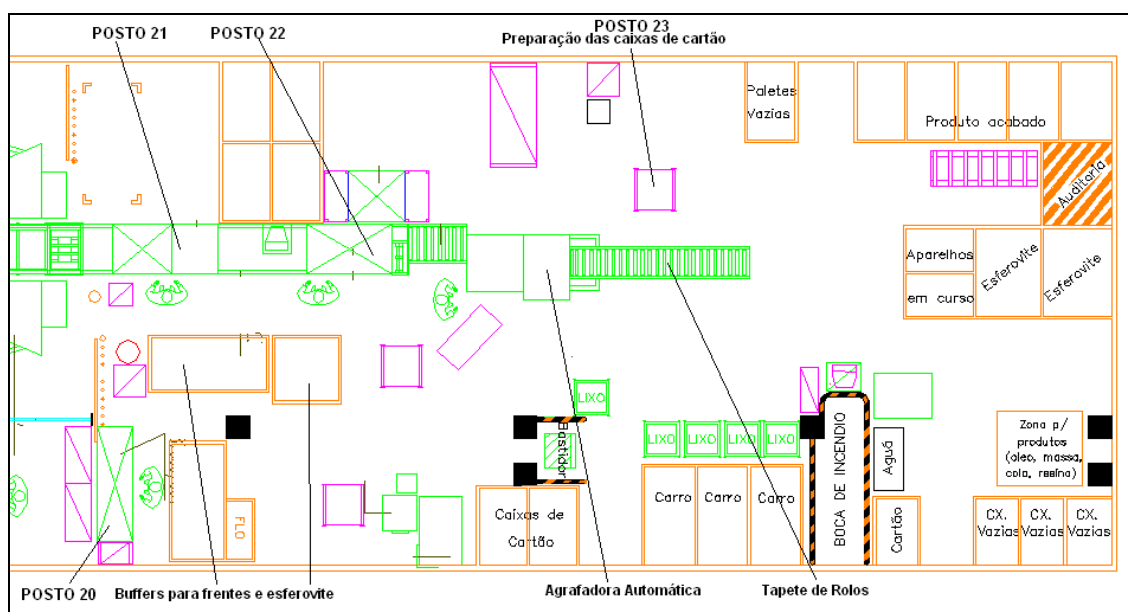 POSTO 21
POSTO 22
POSTO 23
Preparação das caixas de cartão
Paletes
Vazias
Produto acabado
Auditoria
Aparelhos
em curso
Esferovite
Esferovite
LIXO
Bastidor
LIXO
LIXO
LIXO
LIXO
BOCA DE INCENDIO
Aguá
Zona p/
produtos
(oleo, massa,
cola, resina)
Carro
Carro
Carro
Caixas de
Cartão
Cartão
CX.
Vazias
CX.
Vazias
CX.
Vazias
FLO
POSTO 20
Buffers para frentes e esferovite
Agrafadora Automática
Tapete de Rolos